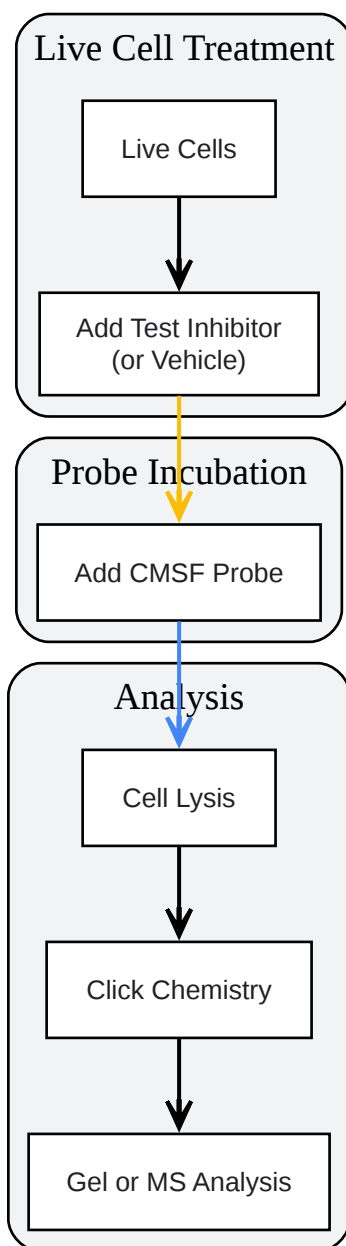 Live Cell Treatment
Live Cells
Add Test Inhibitor
(or Vehicle)
Probe Incubation
Add CMSF Probe
Analysis
Cell Lysis
Click Chemistry
Gel or MS Analysis